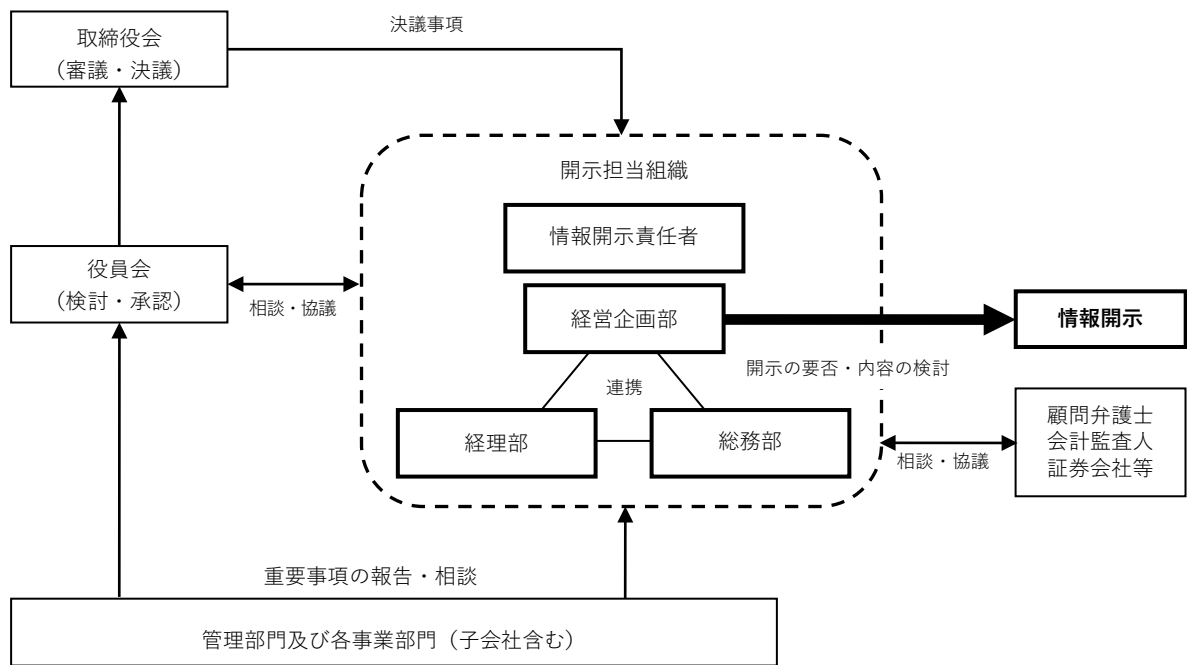 取締役会
（審議・決議）
決議事項
開示担当組織
情報開示責任者
役員会
（検討・承認）
相談・協議
経営企画部
情報開示
開示の要否・内容の検討
連携
経理部
総務部
相談・協議
顧問弁護士
会計監査人
証券会社等
重要事項の報告・相談
管理部門及び各事業部門（子会社含む）